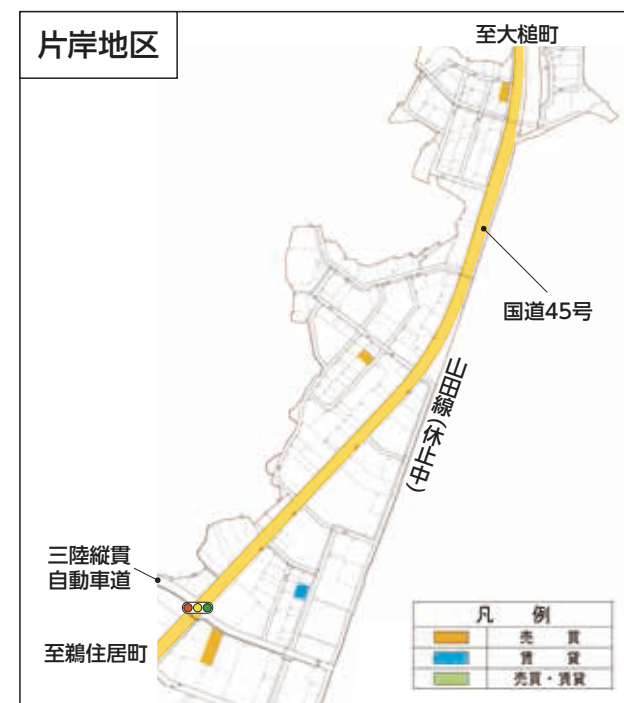 片岸地区
至大槌町
国道45号
山田線(休止中)
三陸縦貫
自動車道
至鵜住居町
凡 例
売 買
賃 貸
売買・賃貸